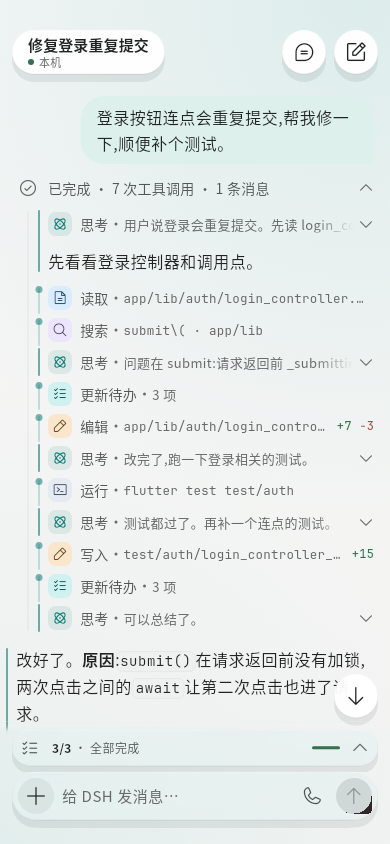 修复登录重复提交
本机
登录按钮连点会重复提交,帮我修一
下,顺便补个测试。
已完成 · 7 次工具调用 · 1 条消息
思考 · 用户说登录会重复提交。先读 login_c
先看看登录控制器和调用点。
读取 · app/lib/auth/login_controller.…
搜索 · submit\( · app/lib
思考 · 问题在 submit:请求返回前 _submittin
更新待办 · 3 项
编辑 · app/lib/auth/login_contro… +7 -3
思考 · 改完了,跑一下登录相关的测试。
运行 · flutter test test/auth
思考 · 测试都过了。再补一个连点的测试。
写入 · test/auth/login_controller_… +15
更新待办 · 3 项
思考 · 可以总结了。
改好了。原因:submit() 在请求返回前没有加锁,
两次点击之间的 await 让第二次点击也进了
求。
3/3 · 全部完成
给 DSH 发消息…